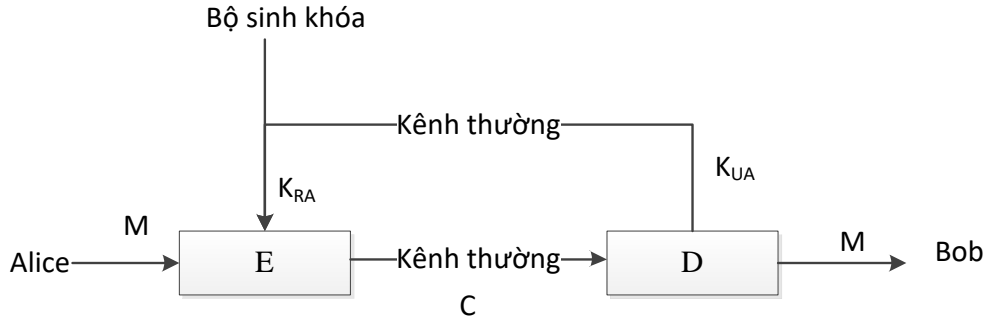 Bộ sinh khóa
Kênh thường
K_UA
K_RA
M
Alice
E
Kênh thường
D
M
Bob
C